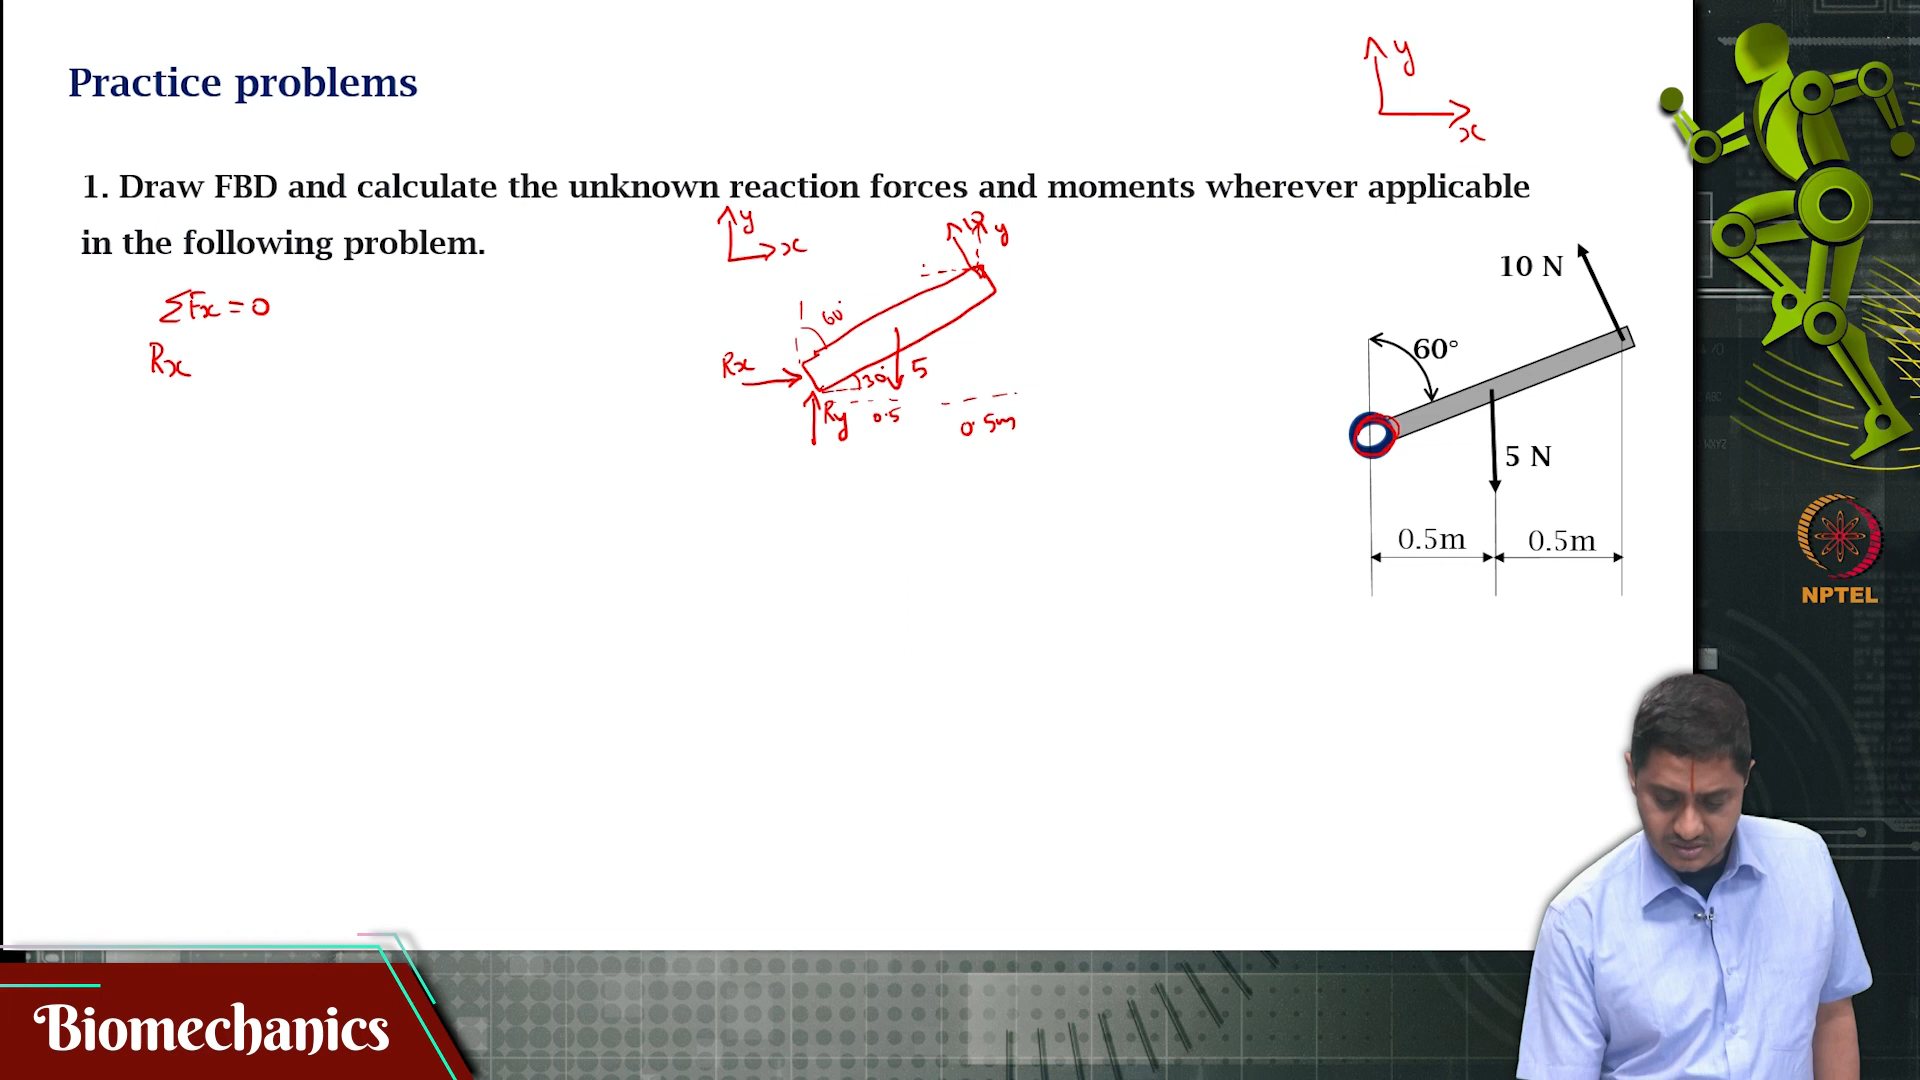 Practice problems
y
x
1. Draw FBD and calculate the unknown reaction forces and moments wherever applicable
in the following problem.
y
x
y
ΣFx = 0
Rx
60°
Rx
30°
5
Ry
0.5
0.5m
10 N
60°
5 N
0.5m
0.5m
NPTEL
Biomechanics